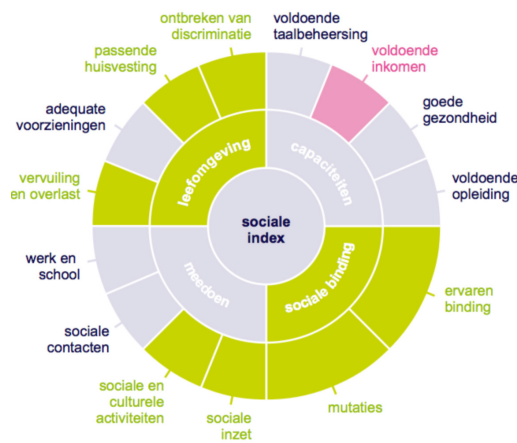 ontbreken van
discriminatie
voldoende
taalbeheersing
passende
huisvesting
voldoende
inkomen
adequate
voorzieningen
goede
gezondheid
leefomgeving
capaciteiten
vervuiling
en overlast
voldoende
opleiding
sociale
index
werk en
school
meedoen
sociale binding
ervaren
binding
sociale
contacten
sociale en
culturele
activiteiten
sociale
inzet
mutaties